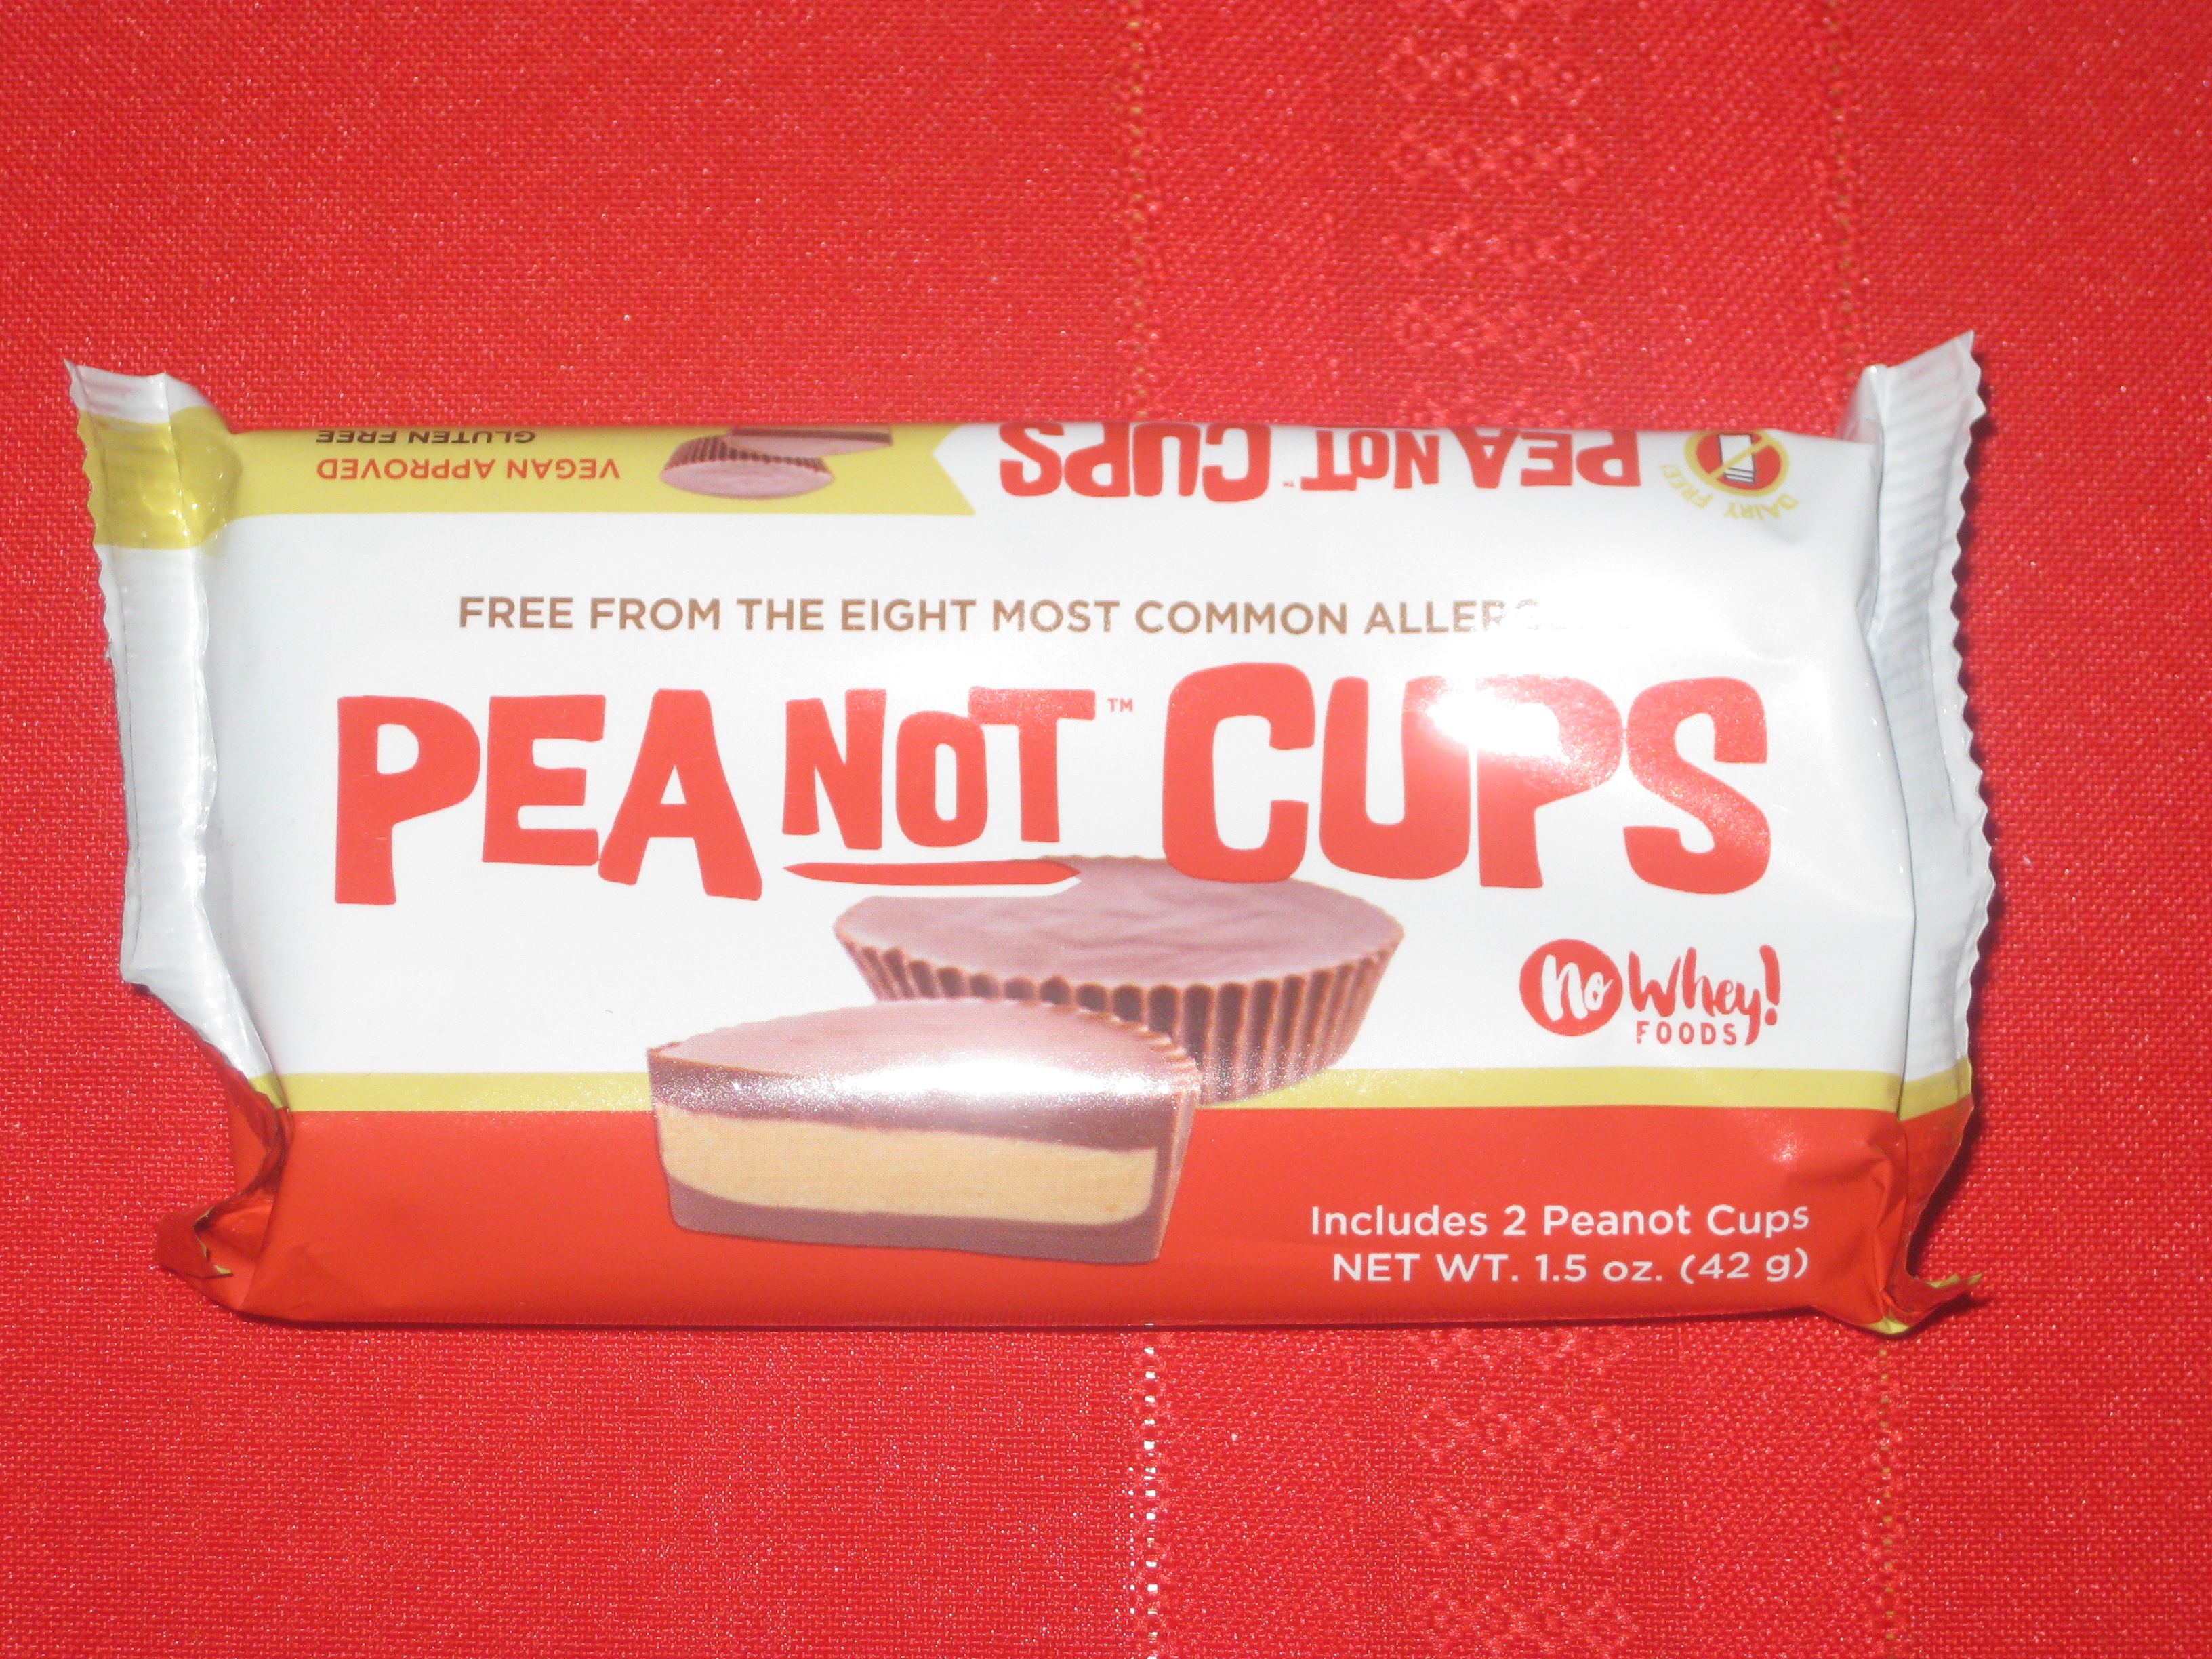 VEGAN APPROVED
GLUTEN FREE
PEANOT™ CUPS
DAIRY FREE!
FREE FROM THE EIGHT MOST COMMON
PEANOT™ CUPS
No Whey!
FOODS
Includes 2 Peanot Cups
NET WT. 1.5 oz. (42 g)